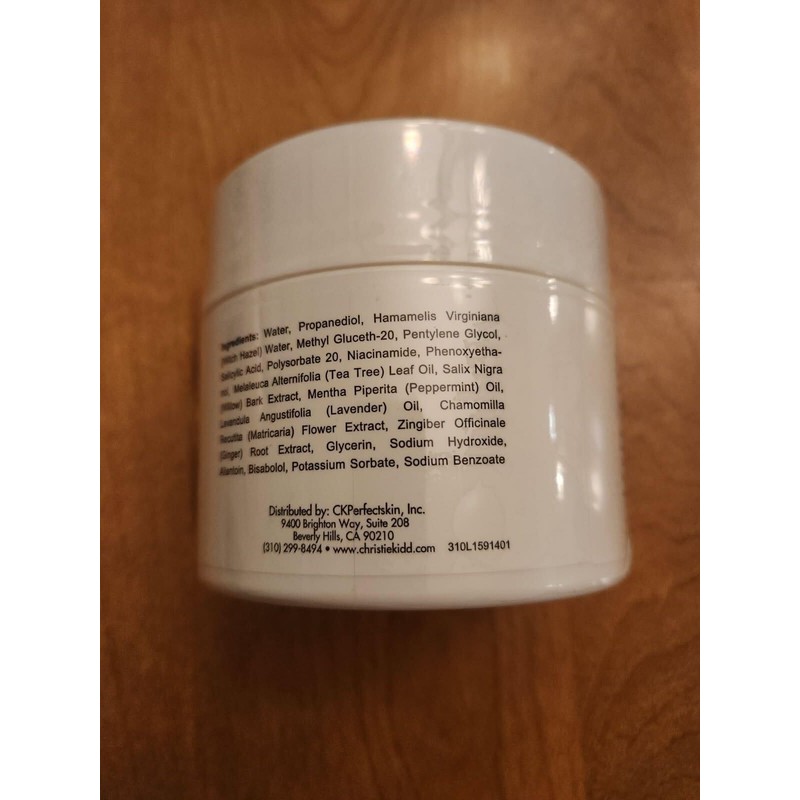 Ingredients: Water, Propanediol, Hamamelis Virginiana
(Witch Hazel) Water, Methyl Gluceth-20, Pentylene Glycol,
Salicylic Acid, Polysorbate 20, Niacinamide, Phenoxyetha-
nol, Melaleuca Alternifolia (Tea Tree) Leaf Oil, Salix Nigra
(Willow) Bark Extract, Mentha Piperita (Peppermint) Oil,
Lavendula Angustifolia (Lavender) Oil, Chamomilla
Recutita (Matricaria) Flower Extract, Zingiber Officinale
(Ginger) Root Extract, Glycerin, Sodium Hydroxide,
Allantoin, Bisabolol, Potassium Sorbate, Sodium Benzoate
Distributed by: CKPerfectskin, Inc.
9400 Brighton Way, Suite 208
Beverly Hills, CA 90210
(310) 299-8494 • www.christiekidd.com 310L1591401